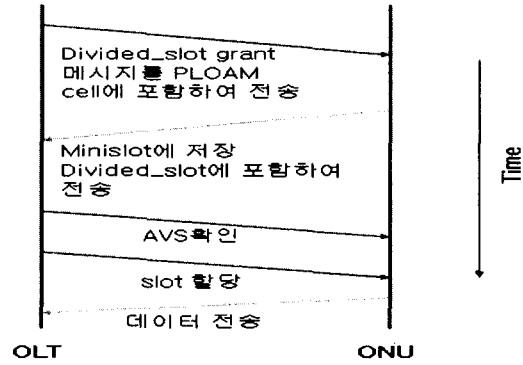 Divided_slot grant
메시지를 PLOAM
cell에 포함하여 전송
Minislot에 저장
Divided_slot에 포함하여
전송
AVS확인
slot 할당
데이터 전송
OLT
ONU
Time